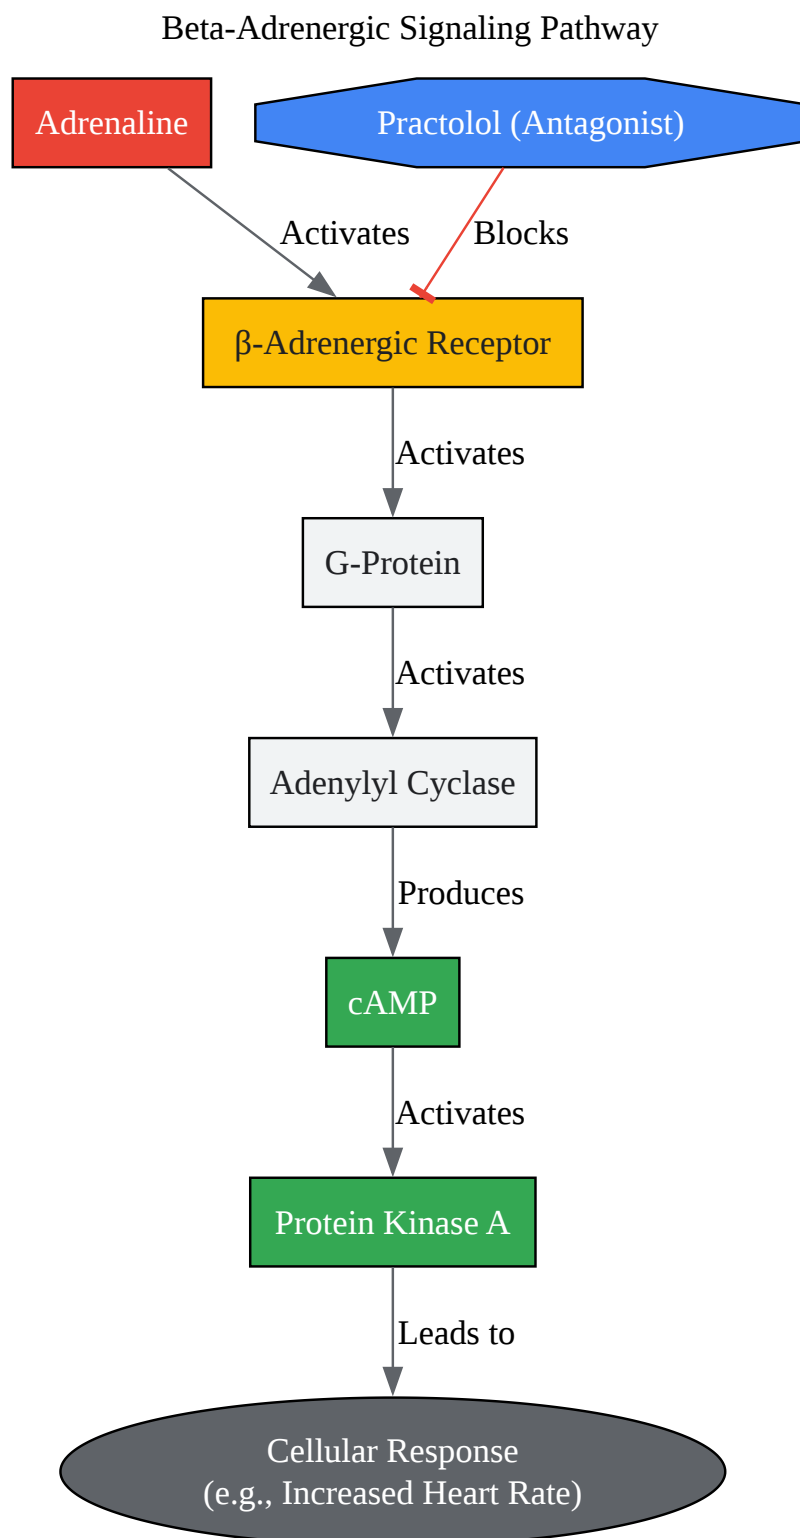 Beta-Adrenergic Signaling Pathway
Adrenaline
Practolol (Antagonist)
Activates
Blocks
β-Adrenergic Receptor
Activates
G-Protein
Activates
Adenylyl Cyclase
Produces
cAMP
Activates
Protein Kinase A
Leads to
Cellular Response
(e.g., Increased Heart Rate)